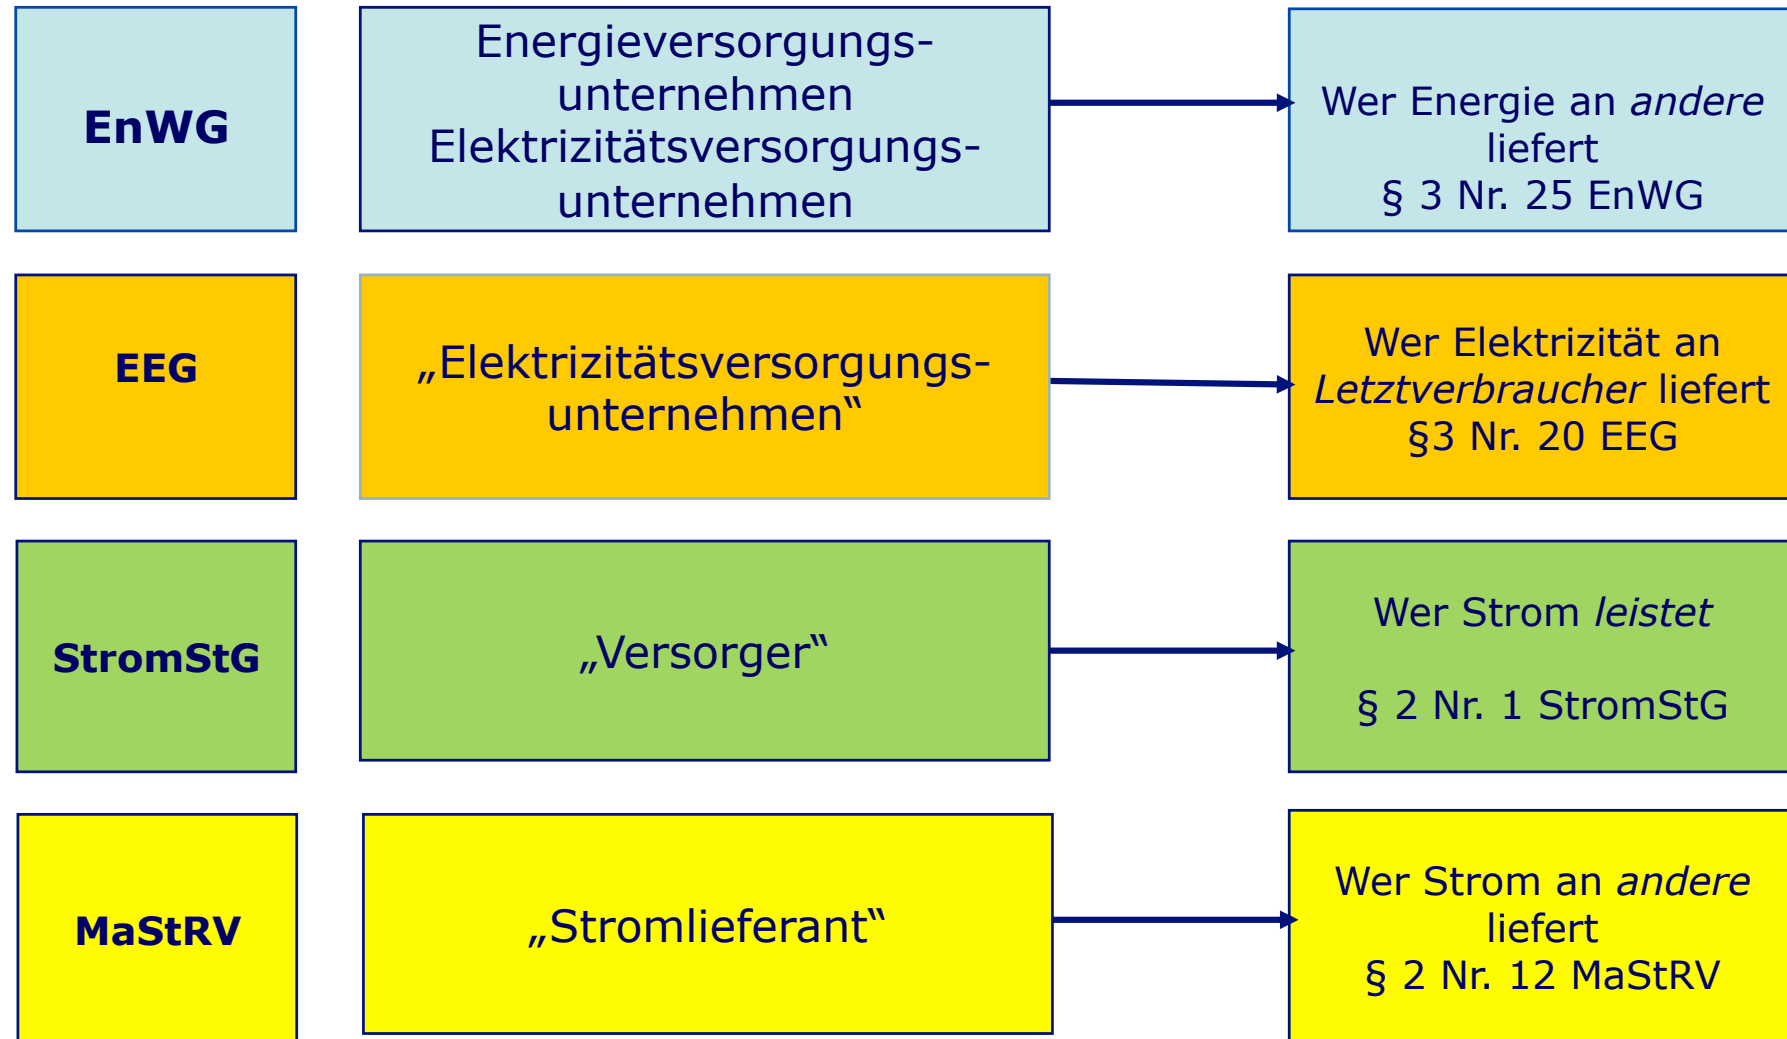 EnWG
Energieversorgungs-
unternehmen
Elektrizitätsversorgungs-
unternehmen
Wer Energie an andere
liefert
§ 3 Nr. 25 EnWG
EEG
„Elektrizitätsversorgungs-
unternehmen“
Wer Elektrizität an
Letztverbraucher liefert
§3 Nr. 20 EEG
StromStG
„Versorger“
Wer Strom leistet
§ 2 Nr. 1 StromStG
MaStRV
„Stromlieferant“
Wer Strom an andere
liefert
§ 2 Nr. 12 MaStRV